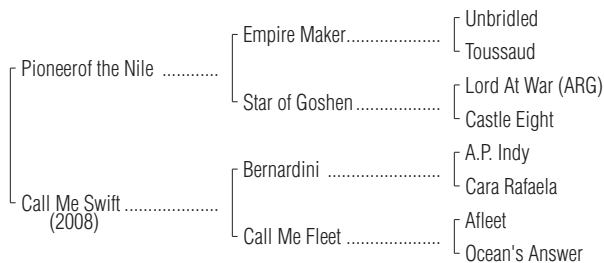 Unbridled
Empire Maker....................
Toussaud
Pioneerof the Nile ............
Lord At War (ARG)
Star of Goshen..................
Castle Eight
A.P. Indy
Bernardini ........................
Cara Rafaela
Call Me Swift....................
(2008)
Afleet
Call Me Fleet....................
Ocean's Answer